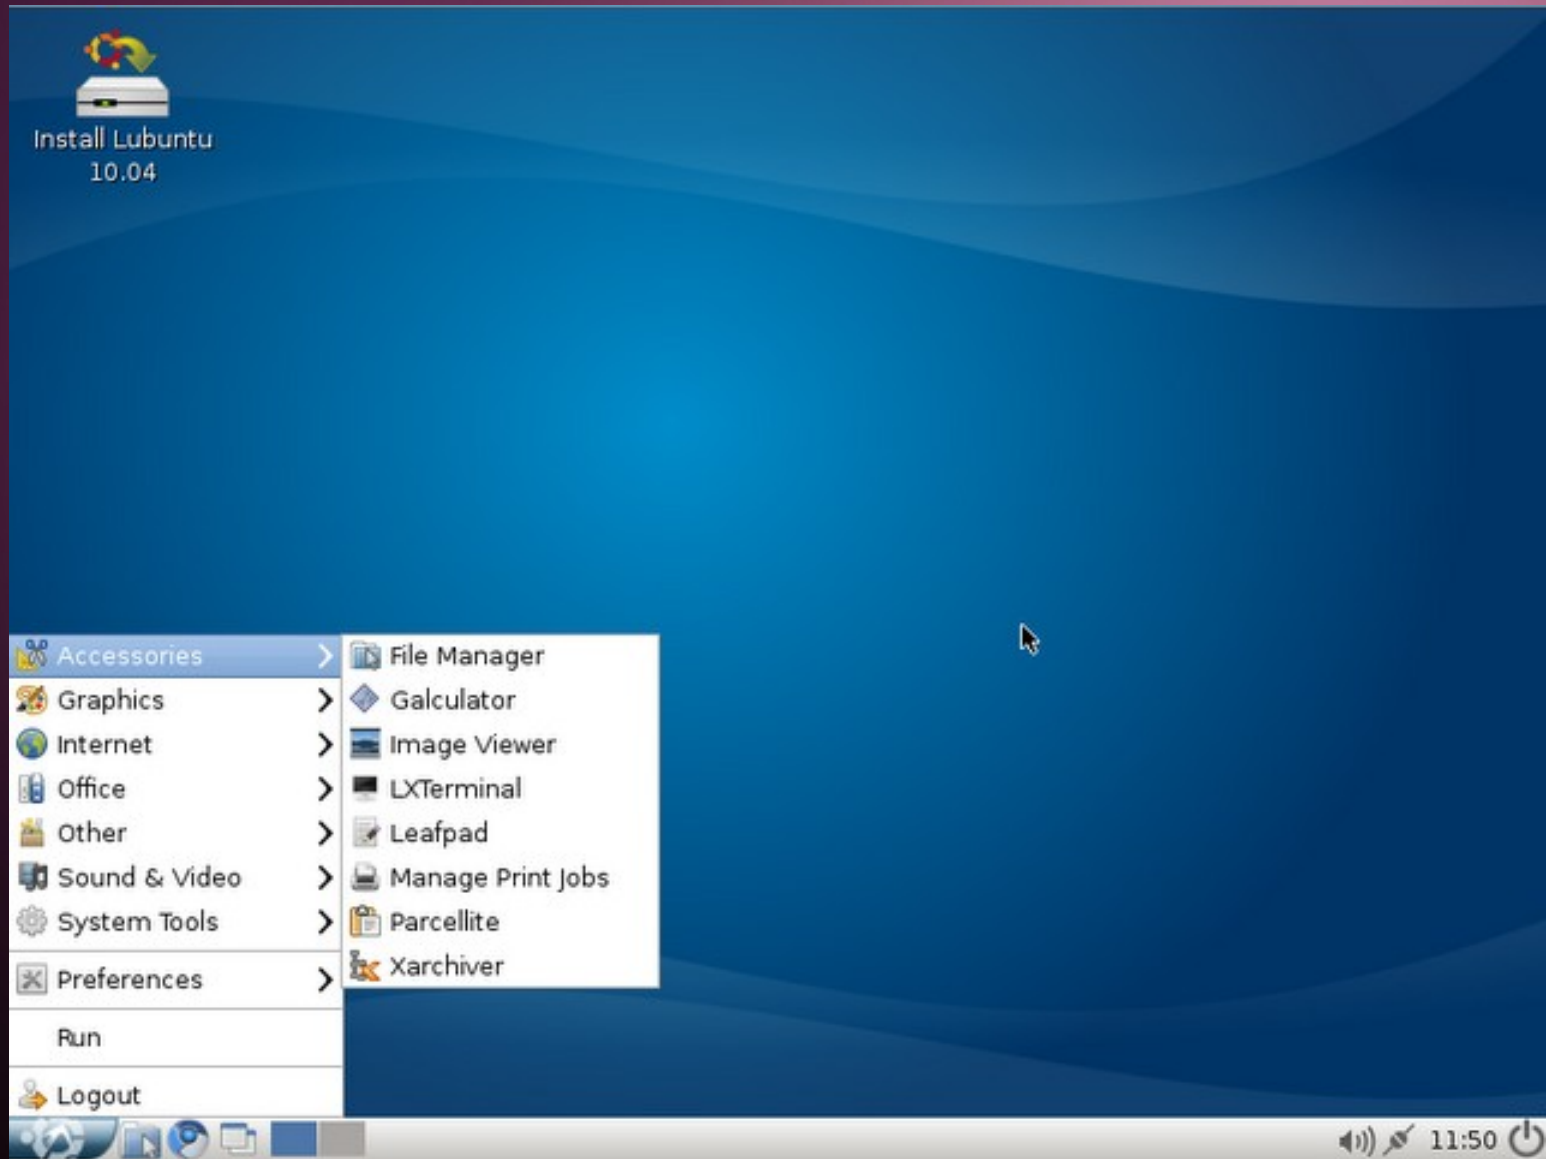 Install Lubuntu
10.04
Accessories
Graphics
Internet
Office
Other
Sound & Video
System Tools
Preferences
Run
Logout
File Manager
Galculator
Image Viewer
LXTerminal
Leafpad
Manage Print Jobs
Parcellite
Xarchiver
11:50